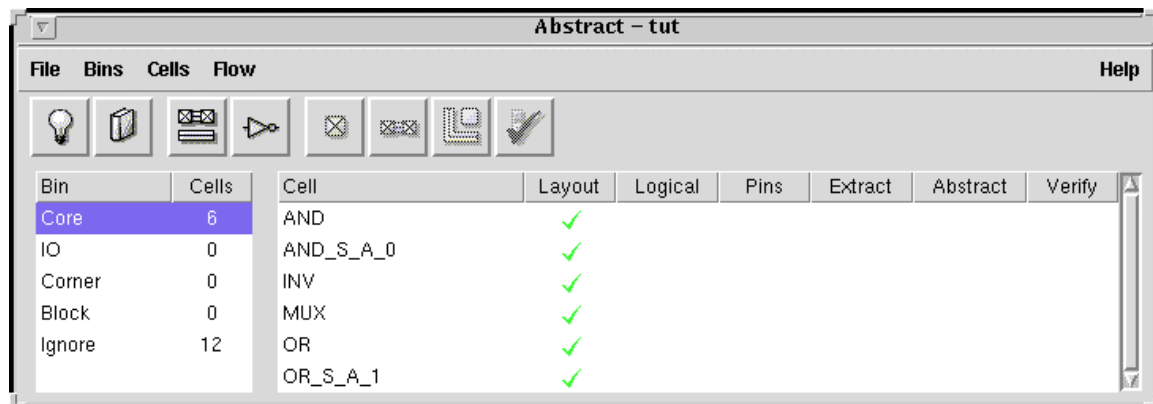 Abstract – tut
File Bins Cells Flow Help
Bin Cells Cell Layout Logical Pins Extract Abstract Verify
Core 6 AND
IO 0 AND_S_A_0
Corner 0 INV
Block 0 MUX
Ignore 12 OR
OR_S_A_1